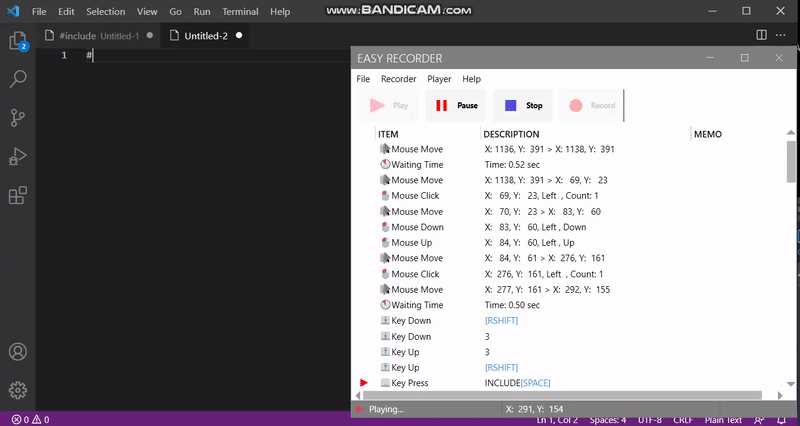 File Edit Selection View Go Run Terminal Help www.BANDICAM.com
#include Untitled-1 Untitled-2
2
1 #
EASY RECORDER
File Recorder Player Help
Play Pause Stop Record
ITEM DESCRIPTION MEMO
Mouse Move X: 1136, Y: 391 > X: 1138, Y: 391
Waiting Time Time: 0.52 sec
Mouse Move X: 1138, Y: 391 > X: 69, Y: 23
Mouse Click X: 69, Y: 23, Left , Count: 1
Mouse Move X: 70, Y: 23 > X: 83, Y: 60
Mouse Down X: 83, Y: 60, Left , Down
Mouse Up X: 84, Y: 60, Left , Up
Mouse Move X: 84, Y: 61 > X: 276, Y: 161
Mouse Click X: 276, Y: 161, Left , Count: 1
Mouse Move X: 277, Y: 161 > X: 292, Y: 155
Waiting Time Time: 0.50 sec
Key Down [RSHIFT]
Key Down 3
Key Up 3
Key Up [RSHIFT]
Key Press INCLUDE[SPACE]
Playing... X: 291, Y: 154
0 0 Ln 1, Col 2 Spaces: 4 UTF-8 CRLF Plain Text